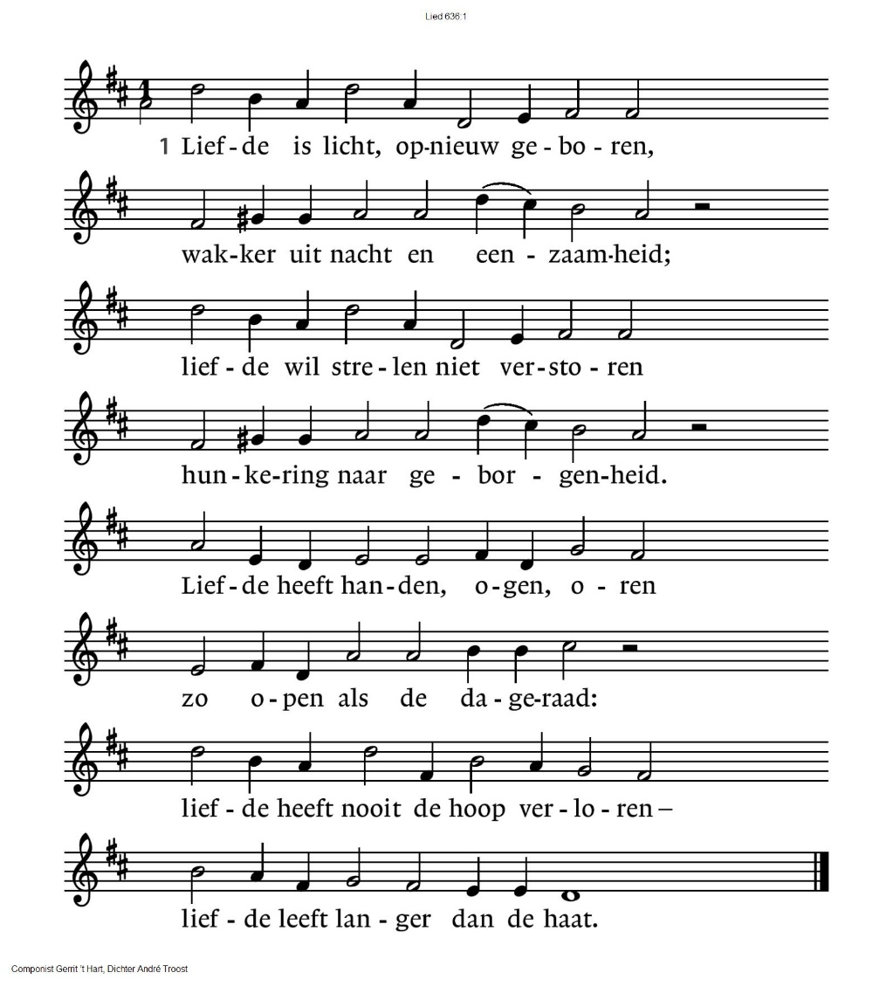 Lied 636:1
1
1 Lief-de is licht, op-nieuw ge-bo-ren,
wak-ker uit nacht en een-zaam-heid;
lief-de wil stre-len niet ver-sto-ren
hun-ke-ring naar ge-bor-gen-heid.
Lief-de heeft han-den, o-gen, o-ren
zo o-pen als de da-ge-raad:
lief-de heeft nooit de hoop ver-lo-ren–
lief-de leeft lan-ger dan de haat.
Componist Gerrit 't Hart, Dichter André Troost